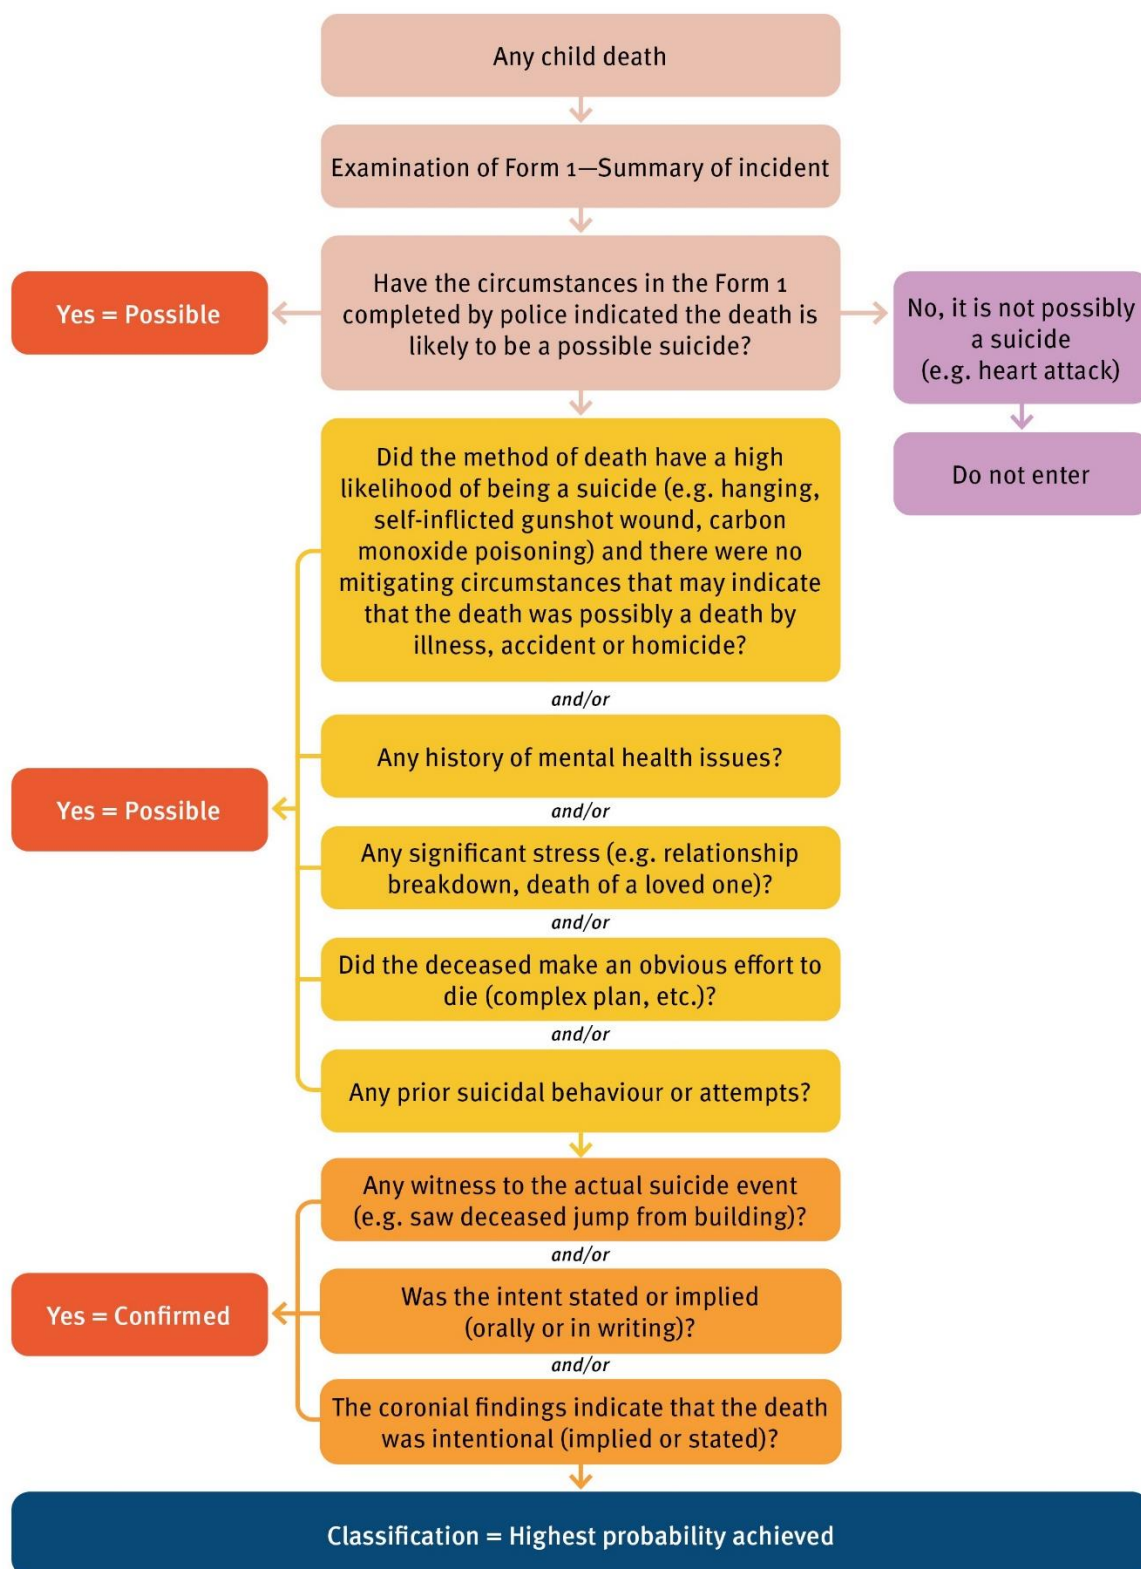 Any child death
Examination of Form 1—Summary of incident
Have the circumstances in the Form 1
completed by police indicated the death is
likely to be a possible suicide?
Yes = Possible
No, it is not possibly
a suicide
(e.g. heart attack)
Do not enter
Did the method of death have a high
likelihood of being a suicide (e.g. hanging,
self-inflicted gunshot wound, carbon
monoxide poisoning) and there were no
mitigating circumstances that may indicate
that the death was possibly a death by
illness, accident or homicide?
and/or
Any history of mental health issues?
and/or
Yes = Possible
Any significant stress (e.g. relationship
breakdown, death of a loved one)?
and/or
Did the deceased make an obvious effort to
die (complex plan, etc.)?
and/or
Any prior suicidal behaviour or attempts?
Any witness to the actual suicide event
(e.g. saw deceased jump from building)?
and/or
Yes = Confirmed
Was the intent stated or implied
(orally or in writing)?
and/or
The coronial findings indicate that the death
was intentional (implied or stated)?
Classification = Highest probability achieved